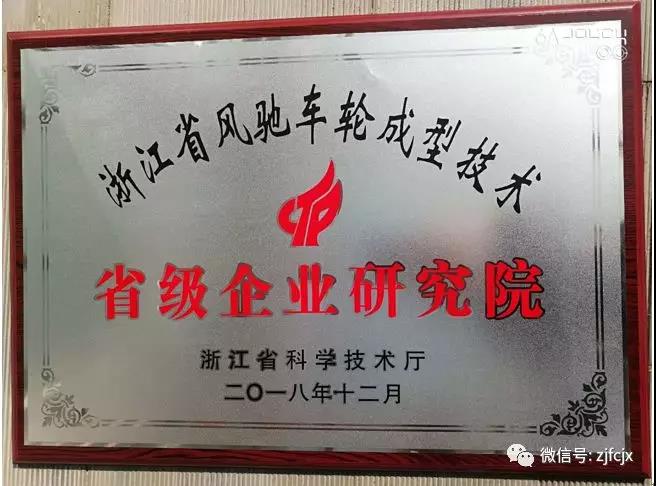 浙江省风驰车轮成型技术
省级企业研究院
浙江省科学技术厅
二〇一八年十二月
微信号: zjfcjx